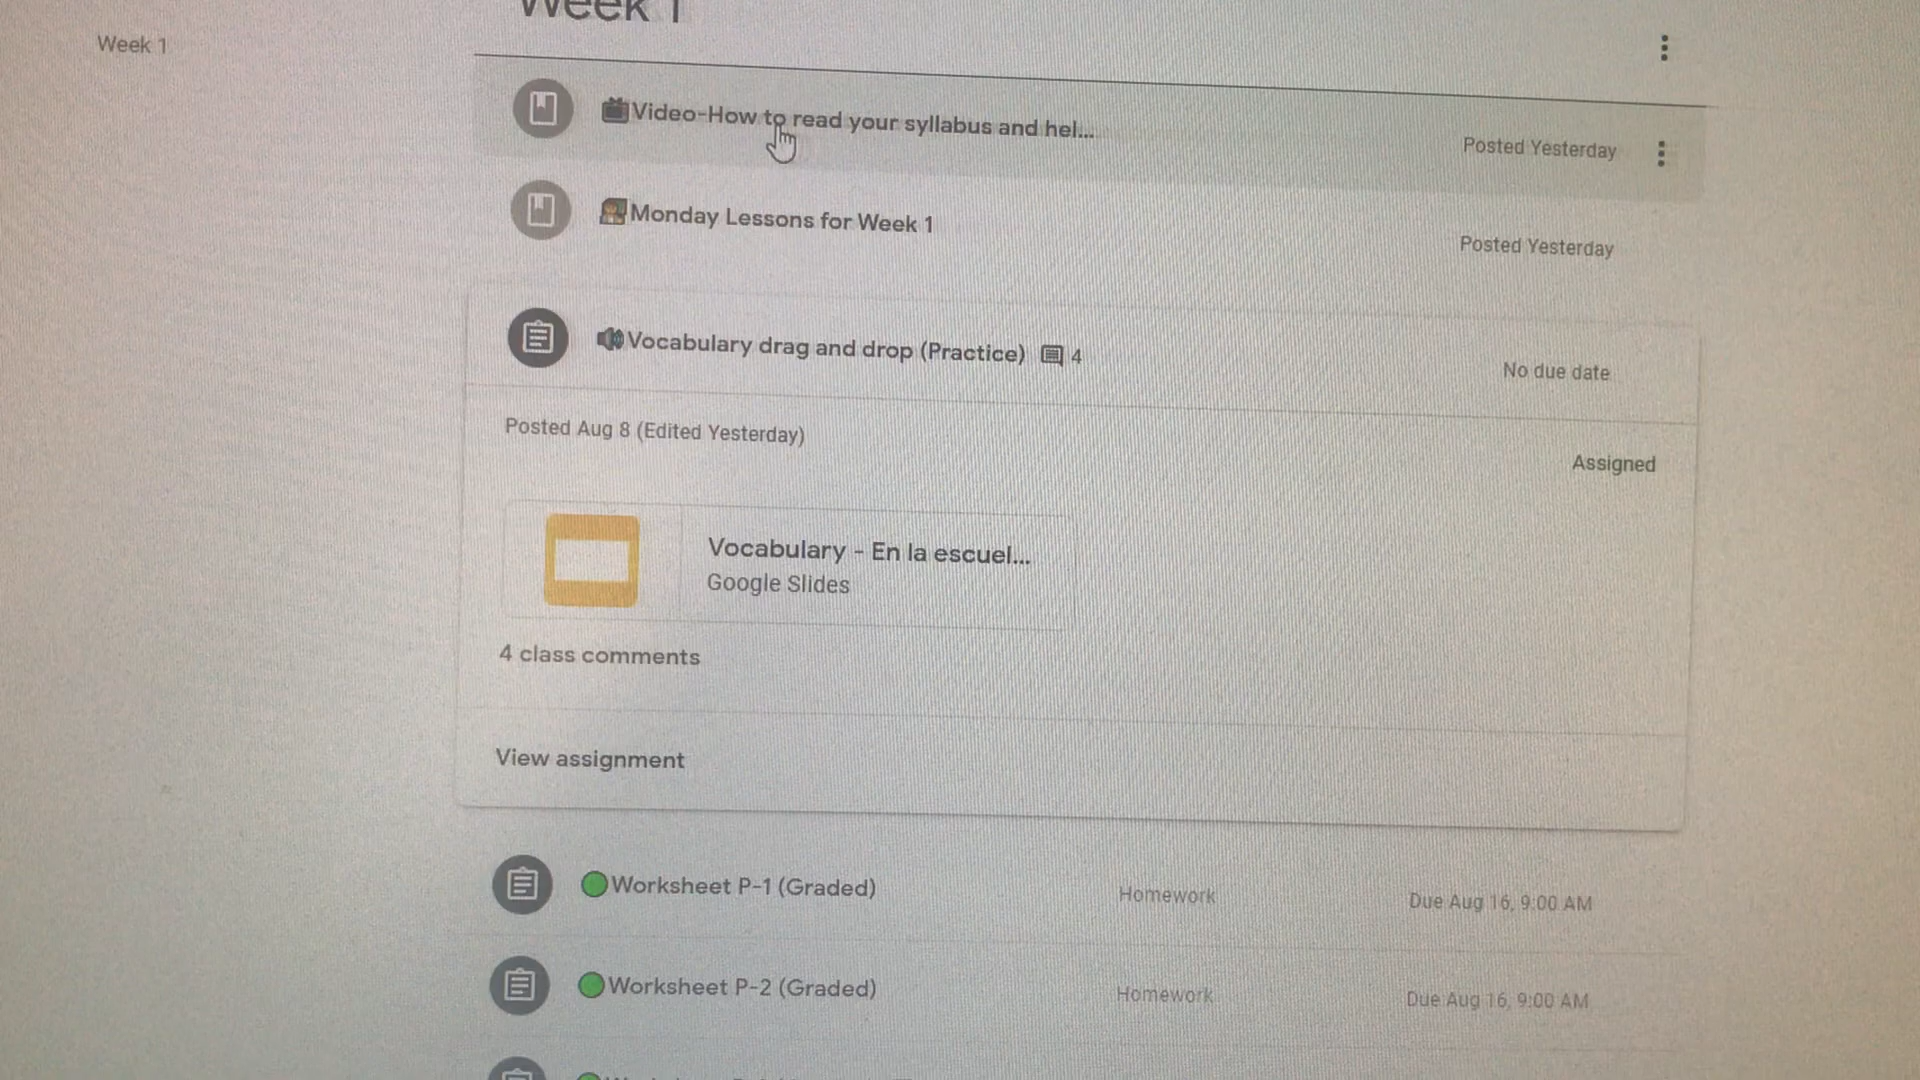 Week 1
Week 1
Video-How to read your syllabus and hel...
Posted Yesterday
Monday Lessons for Week 1
Posted Yesterday
Vocabulary drag and drop (Practice) 4
No due date
Posted Aug 8 (Edited Yesterday)
Assigned
Vocabulary - En la escuel...
Google Slides
4 class comments
View assignment
Worksheet P-1 (Graded)
Homework
Due Aug 16, 9:00 AM
Worksheet P-2 (Graded)
Homework
Due Aug 16, 9:00 AM